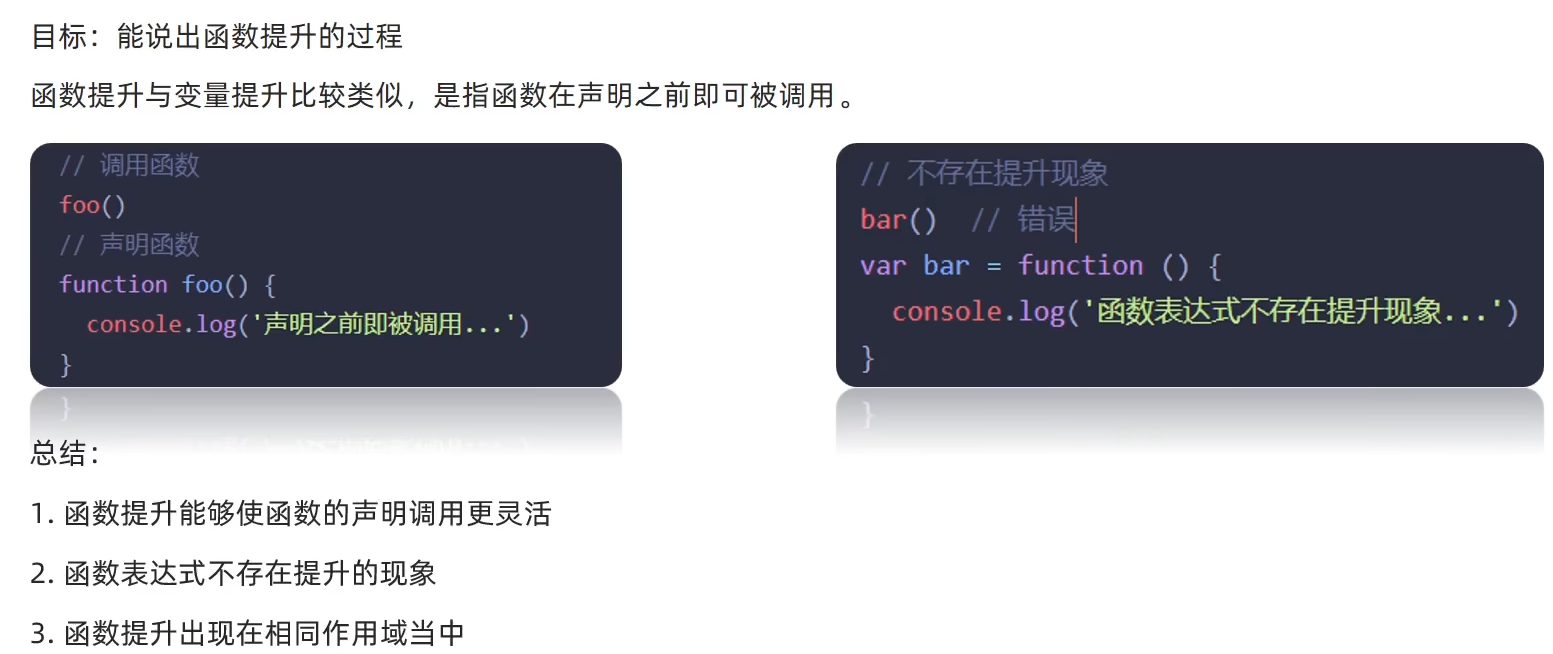 目标：能说出函数提升的过程
函数提升与变量提升比较类似，是指函数在声明之前即可被调用。
// 调用函数
foo()
// 声明函数
function foo() {
  console.log('声明之前即被调用...')
}
// 不存在提升现象
bar()  // 错误
var bar = function () {
  console.log('函数表达式不存在提升现象...')
}
总结：
1. 函数提升能够使函数的声明调用更灵活
2. 函数表达式不存在提升的现象
3. 函数提升出现在相同作用域当中